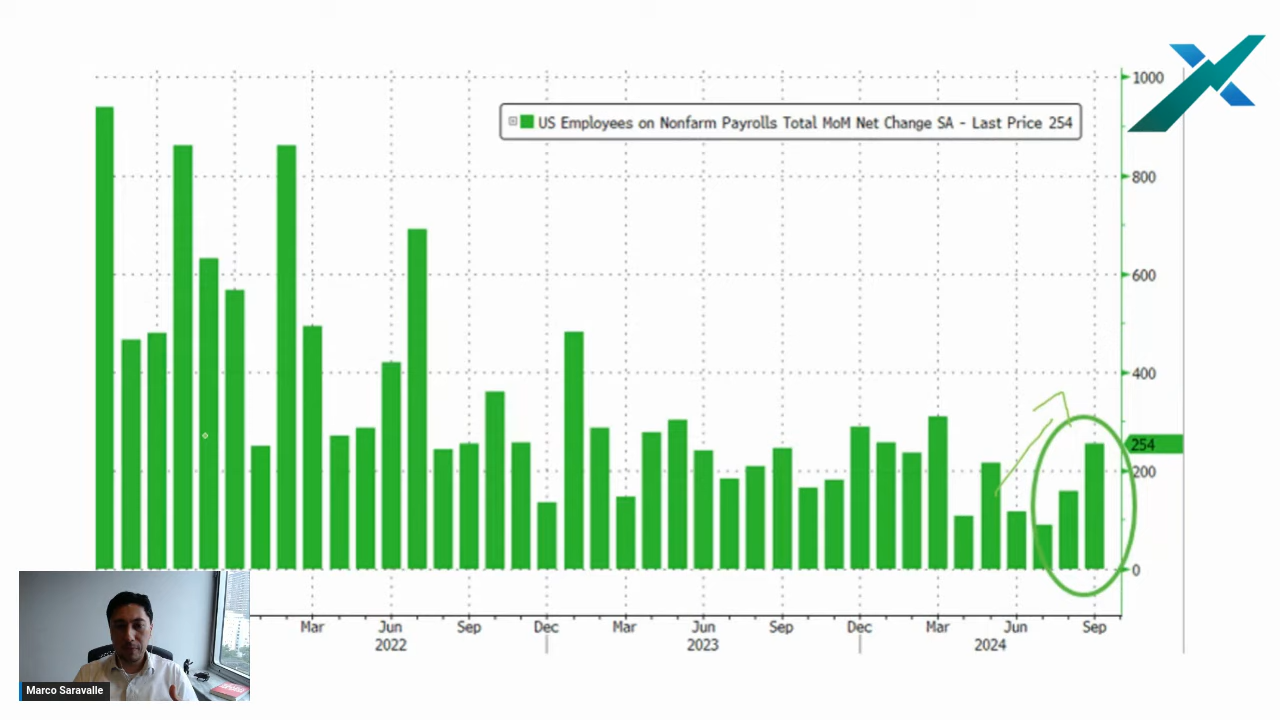 1000
US Employees on Nonfarm Payrolls Total MoM Net Change SA - Last Price 254
800
600
400
254
200
0
Mar Jun Sep Dec Mar Jun Sep Dec Mar Jun Sep
2022 2023 2024
Marco Saravalle